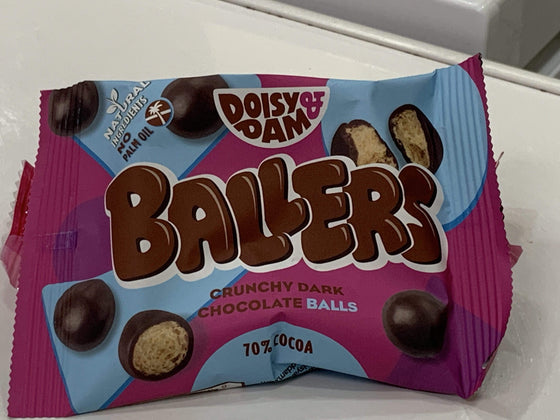 NATURAL
INGREDIENTS
NO
PALM OIL
DOISY &
DAM
BALLERS
CRUNCHY DARK
CHOCOLATE BALLS
70% COCOA